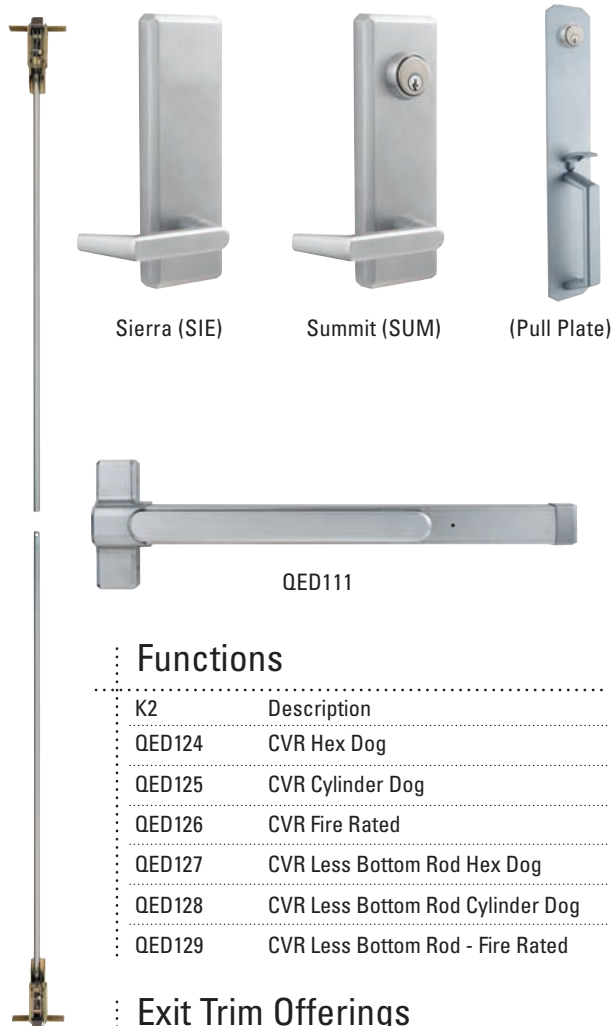 Sierra (SIE) Summit (SUM) (Pull Plate)
QED111
Functions
K2 Description
QED124 CVR Hex Dog
QED125 CVR Cylinder Dog
QED126 CVR Fire Rated
QED127 CVR Less Bottom Rod Hex Dog
QED128 CVR Less Bottom Rod Cylinder Dog
QED129 CVR Less Bottom Rod - Fire Rated
Exit Trim Offerings